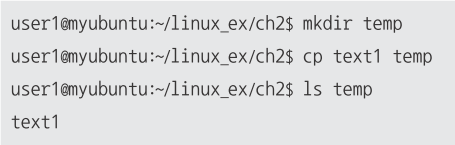 user1@myubuntu:~/linux_ex/ch2$ mkdir temp
user1@myubuntu:~/linux_ex/ch2$ cp text1 temp
user1@myubuntu:~/linux_ex/ch2$ ls temp
text1